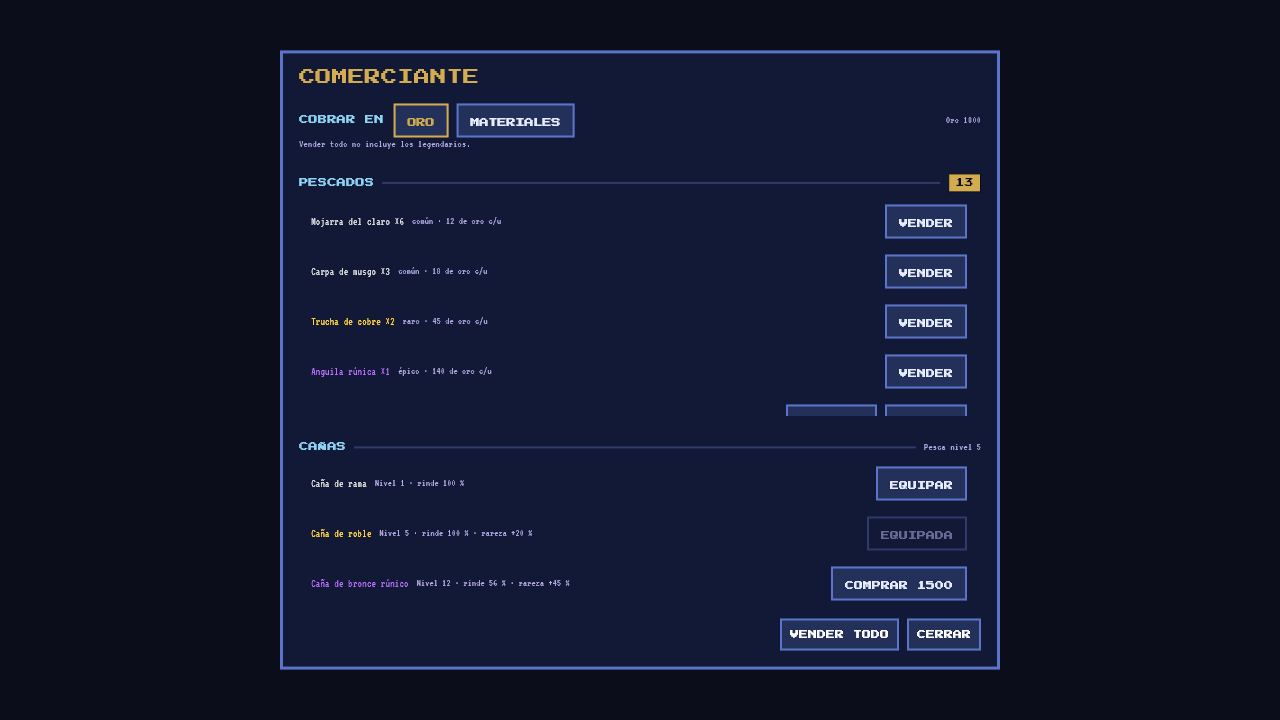 COMERCIANTE
COBRAR EN ORO MATERIALES Oro 1800
Vender todo no incluye los legendarios.
PESCADOS 13
Mojarra del claro X6 común · 12 de oro c/u VENDER
Carpa de musgo X3 común · 18 de oro c/u VENDER
Trucha de cobre X2 raro · 45 de oro c/u VENDER
Anguila rúnica X1 épico · 140 de oro c/u VENDER
CAÑAS Pesca nivel 5
Caña de rama Nivel 1 · rinde 100 % EQUIPAR
Caña de roble Nivel 5 · rinde 100 % · rareza +20 % EQUIPADA
Caña de bronce rúnico Nivel 12 · rinde 56 % · rareza +45 % COMPRAR 1500
VENDER TODO CERRAR